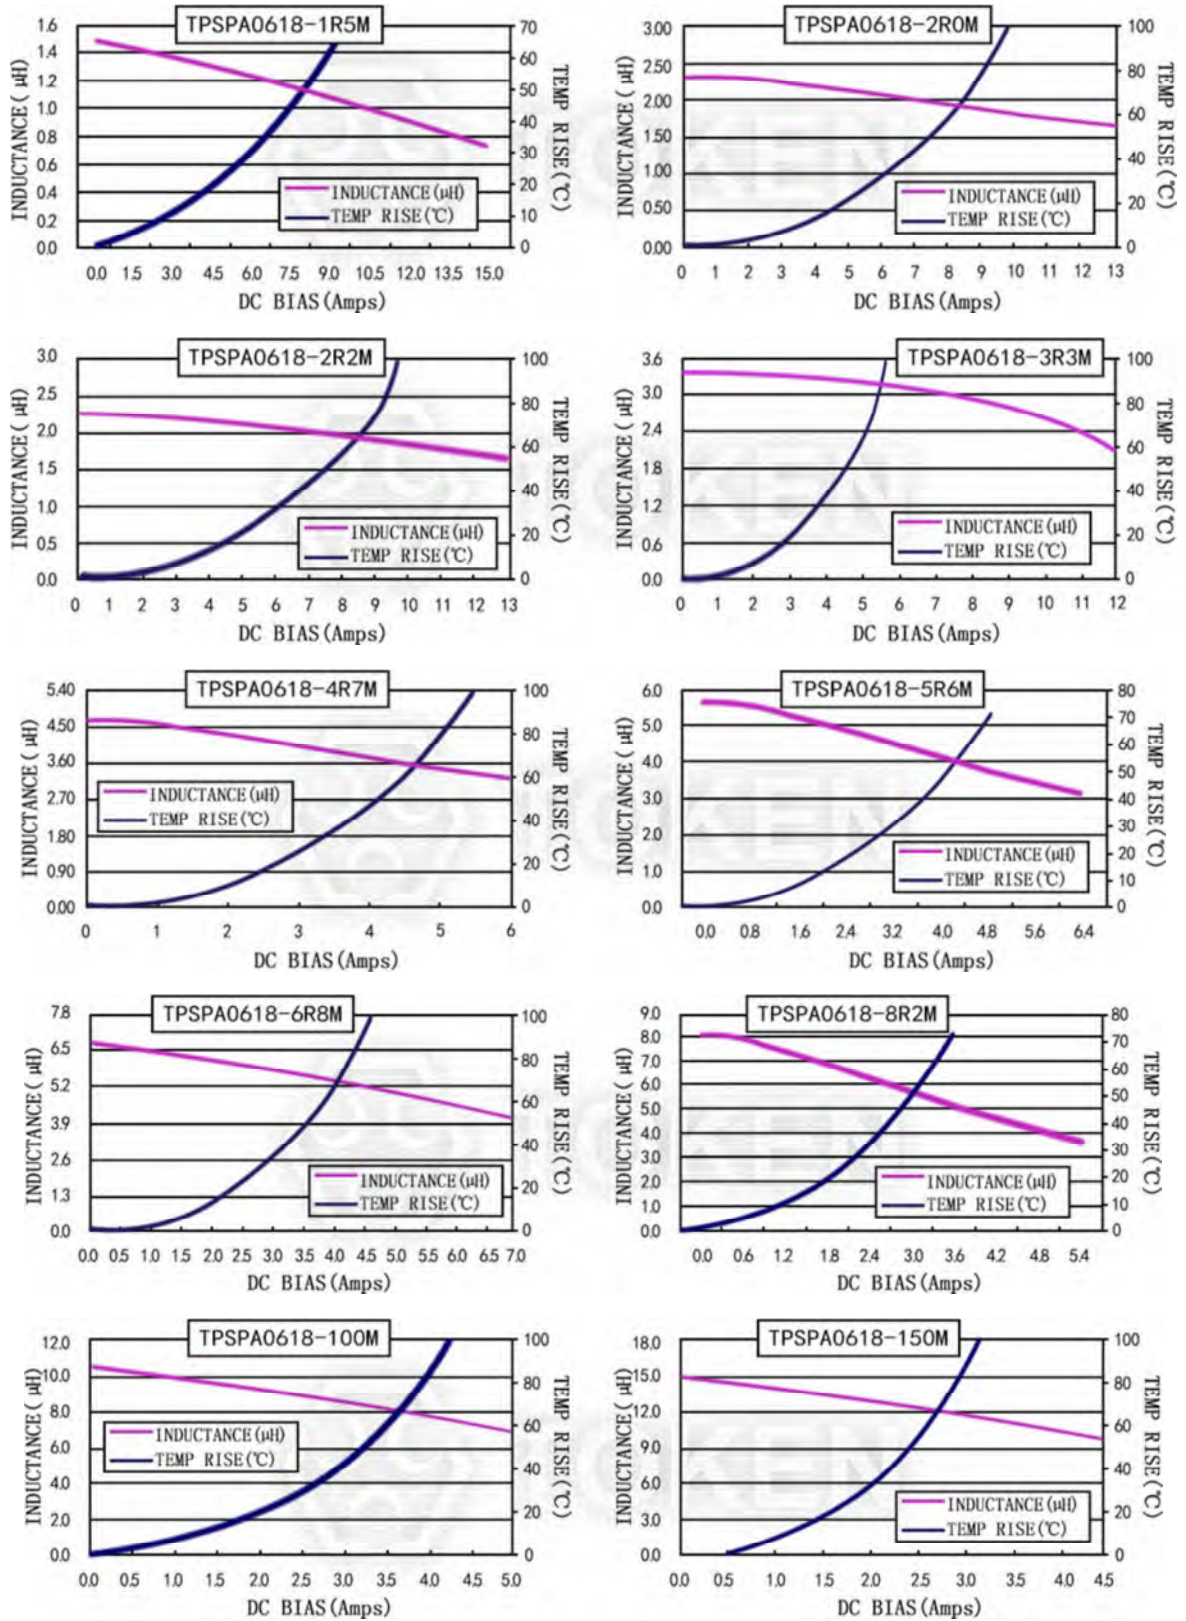 TPSPA0618-1R5M
INDUCTANCE( μH)
1.6
1.4
1.2
1.0
0.8
0.6
0.4
0.2
0.0
70
60
50
40
30
20
10
0
TEMP RISE(℃)
INDUCTANCE(μH)
TEMP RISE(℃)
0.0 1.5 3.0 4.5 6.0 7.5 9.0 10.5 12.0 13.5 15.0
DC BIAS(Amps)
TPSPA0618-2R0M
INDUCTANCE( μH)
3.00
2.50
2.00
1.50
1.00
0.50
0.00
100
80
60
40
20
0
TEMP RISE(℃)
INDUCTANCE(μH)
TEMP RISE(℃)
0 1 2 3 4 5 6 7 8 9 10 11 12 13
DC BIAS(Amps)
TPSPA0618-2R2M
INDUCTANCE( μH)
3.0
2.5
2.0
1.5
1.0
0.5
0.0
100
80
60
40
20
0
TEMP RISE(℃)
INDUCTANCE(μH)
TEMP RISE(℃)
0 1 2 3 4 5 6 7 8 9 10 11 12 13
DC BIAS(Amps)
TPSPA0618-3R3M
INDUCTANCE( μH)
3.6
3.0
2.4
1.8
1.2
0.6
0.0
100
80
60
40
20
0
TEMP RISE(℃)
INDUCTANCE(μH)
TEMP RISE(℃)
0 1 2 3 4 5 6 7 8 9 10 11 12
DC BIAS(Amps)
TPSPA0618-4R7M
INDUCTANCE( μH)
5.40
4.50
3.60
2.70
1.80
0.90
0.00
100
80
60
40
20
0
TEMP RISE(℃)
INDUCTANCE(μH)
TEMP RISE(℃)
0 1 2 3 4 5 6
DC BIAS(Amps)
TPSPA0618-5R6M
INDUCTANCE( μH)
6.0
5.0
4.0
3.0
2.0
1.0
0.0
80
70
60
50
40
30
20
10
0
TEMP RISE(℃)
INDUCTANCE(μH)
TEMP RISE(℃)
0.0 0.8 1.6 2.4 3.2 4.0 4.8 5.6 6.4
DC BIAS(Amps)
TPSPA0618-6R8M
INDUCTANCE( μH)
7.8
6.5
5.2
3.9
2.6
1.3
0.0
100
80
60
40
20
0
TEMP RISE(℃)
INDUCTANCE(μH)
TEMP RISE(℃)
0.0 0.5 1.0 1.5 2.0 2.5 3.0 3.5 4.0 4.5 5.0 5.5 6.0 6.5 7.0
DC BIAS(Amps)
TPSPA0618-8R2M
INDUCTANCE( μH)
9.0
8.0
7.0
6.0
5.0
4.0
3.0
2.0
1.0
0.0
80
70
60
50
40
30
20
10
0
TEMP RISE(℃)
INDUCTANCE(μH)
TEMP RISE(℃)
0.0 0.6 1.2 1.8 2.4 3.0 3.6 4.2 4.8 5.4
DC BIAS(Amps)
TPSPA0618-100M
INDUCTANCE( μH)
12.0
10.0
8.0
6.0
4.0
2.0
0.0
100
80
60
40
20
0
TEMP RISE(℃)
INDUCTANCE(μH)
TEMP RISE(℃)
0.0 0.5 1.0 1.5 2.0 2.5 3.0 3.5 4.0 4.5 5.0
DC BIAS(Amps)
TPSPA0618-150M
INDUCTANCE( μH)
18.0
15.0
12.0
9.0
6.0
3.0
0.0
100
80
60
40
20
0
TEMP RISE(℃)
INDUCTANCE(μH)
TEMP RISE(℃)
0.0 0.5 1.0 1.5 2.0 2.5 3.0 3.5 4.0 4.5
DC BIAS(Amps)